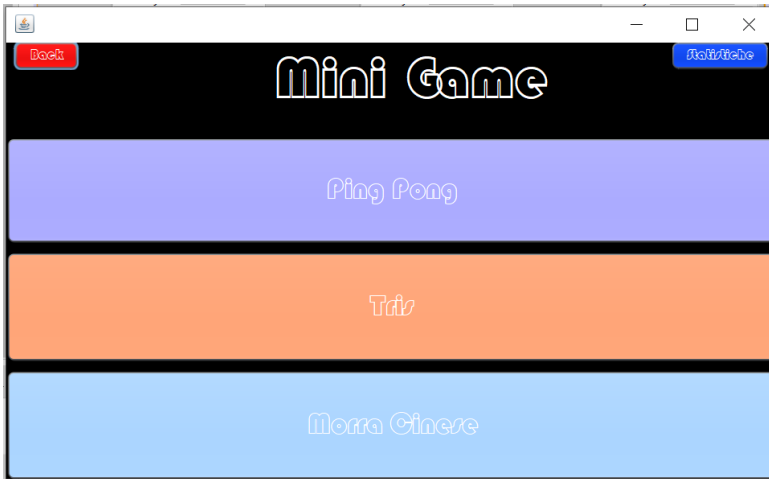 Back
Mini Game
Statistiche
Ping Pong
Tris
Morra Cinese